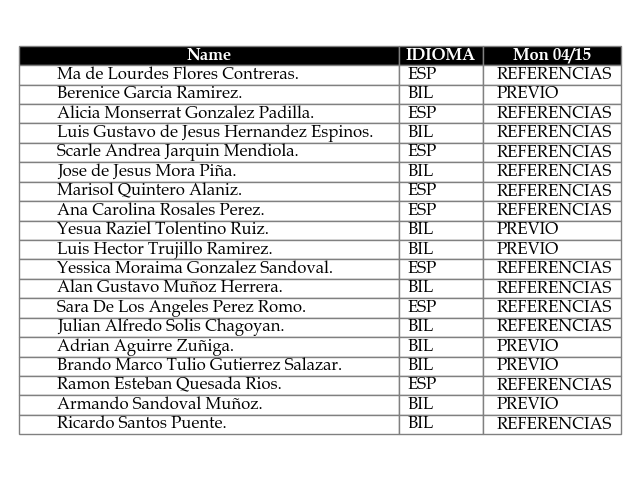 Name IDIOMA Mon 04/15
Ma de Lourdes Flores Contreras. ESP REFERENCIAS
Berenice Garcia Ramirez. BIL PREVIO
Alicia Monserrat Gonzalez Padilla. ESP REFERENCIAS
Luis Gustavo de Jesus Hernandez Espinos. BIL REFERENCIAS
Scarle Andrea Jarquin Mendiola. ESP REFERENCIAS
Jose de Jesus Mora Piña. BIL REFERENCIAS
Marisol Quintero Alaniz. ESP REFERENCIAS
Ana Carolina Rosales Perez. ESP REFERENCIAS
Yesua Raziel Tolentino Ruiz. BIL PREVIO
Luis Hector Trujillo Ramirez. BIL PREVIO
Yessica Moraima Gonzalez Sandoval. ESP REFERENCIAS
Alan Gustavo Muñoz Herrera. BIL REFERENCIAS
Sara De Los Angeles Perez Romo. ESP REFERENCIAS
Julian Alfredo Solis Chagoyan. BIL REFERENCIAS
Adrian Aguirre Zuñiga. BIL PREVIO
Brando Marco Tulio Gutierrez Salazar. BIL PREVIO
Ramon Esteban Quesada Rios. ESP REFERENCIAS
Armando Sandoval Muñoz. BIL PREVIO
Ricardo Santos Puente. BIL REFERENCIAS